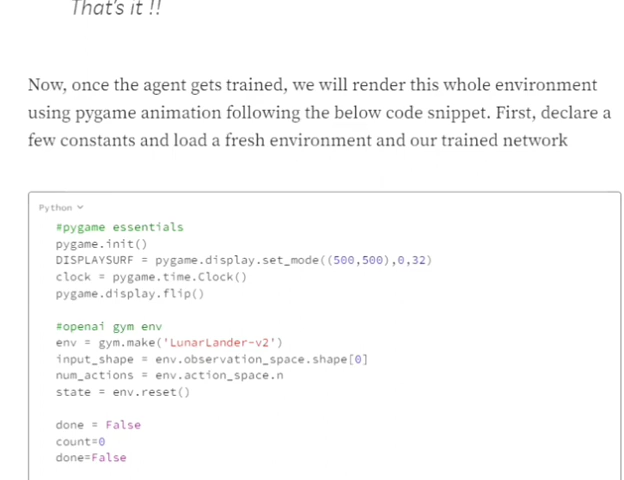 That's it !!
Now, once the agent gets trained, we will render this whole environment
using pygame animation following the below code snippet. First, declare a
few constants and load a fresh environment and our trained network
Python
#pygame essentials
pygame.init()
DISPLAYSURF = pygame.display.set_mode((500,500),0,32)
clock = pygame.time.Clock()
pygame.display.flip()
#openai gym env
env = gym.make('LunarLander-v2')
input_shape = env.observation_space.shape[0]
num_actions = env.action_space.n
state = env.reset()
done = False
count=0
done=False